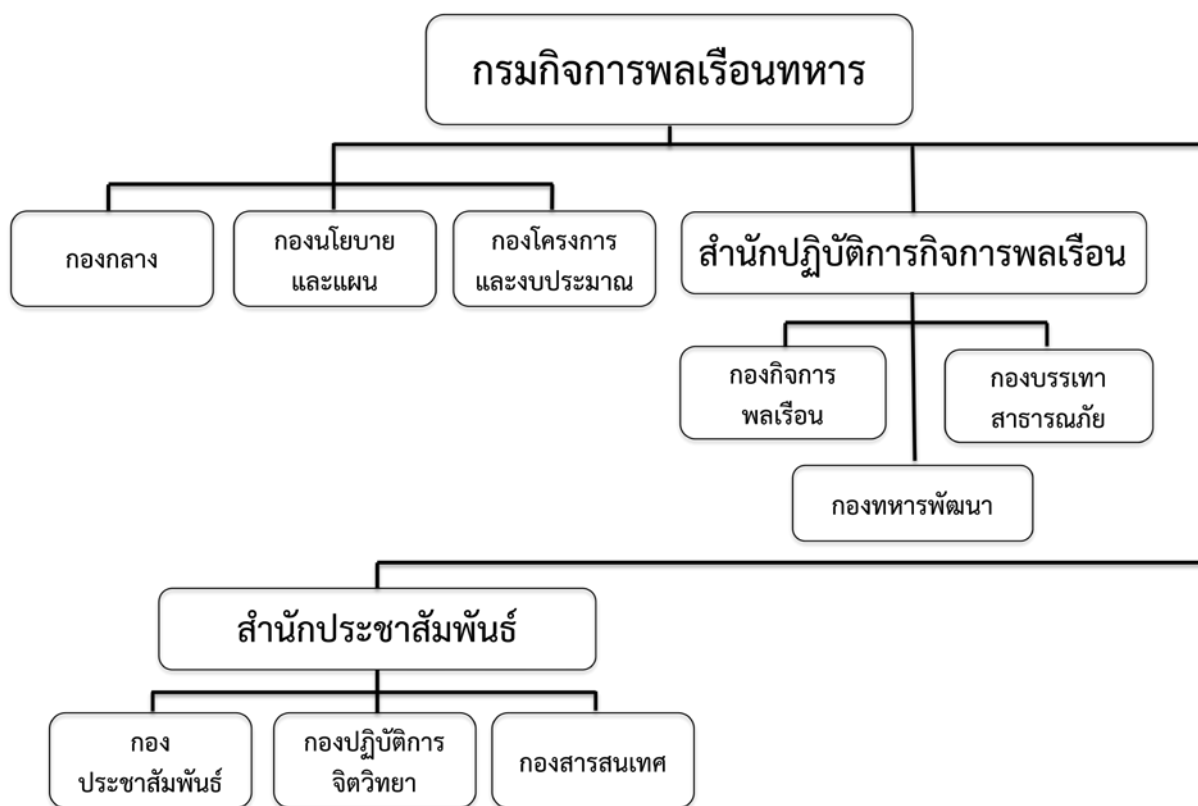 กรมกิจการพลเรือนทหาร
กองกลาง
กองนโยบาย
และแผน
กองโครงการ
และงบประมาณ
สำนักปฏิบัติการกิจการพลเรือน
กองกิจการ
พลเรือน
กองบรรเทา
สาธารณภัย
กองทหารพัฒนา
สำนักประชาสัมพันธ์
กอง
ประชาสัมพันธ์
กองปฏิบัติการ
จิตวิทยา
กองสารสนเทศ